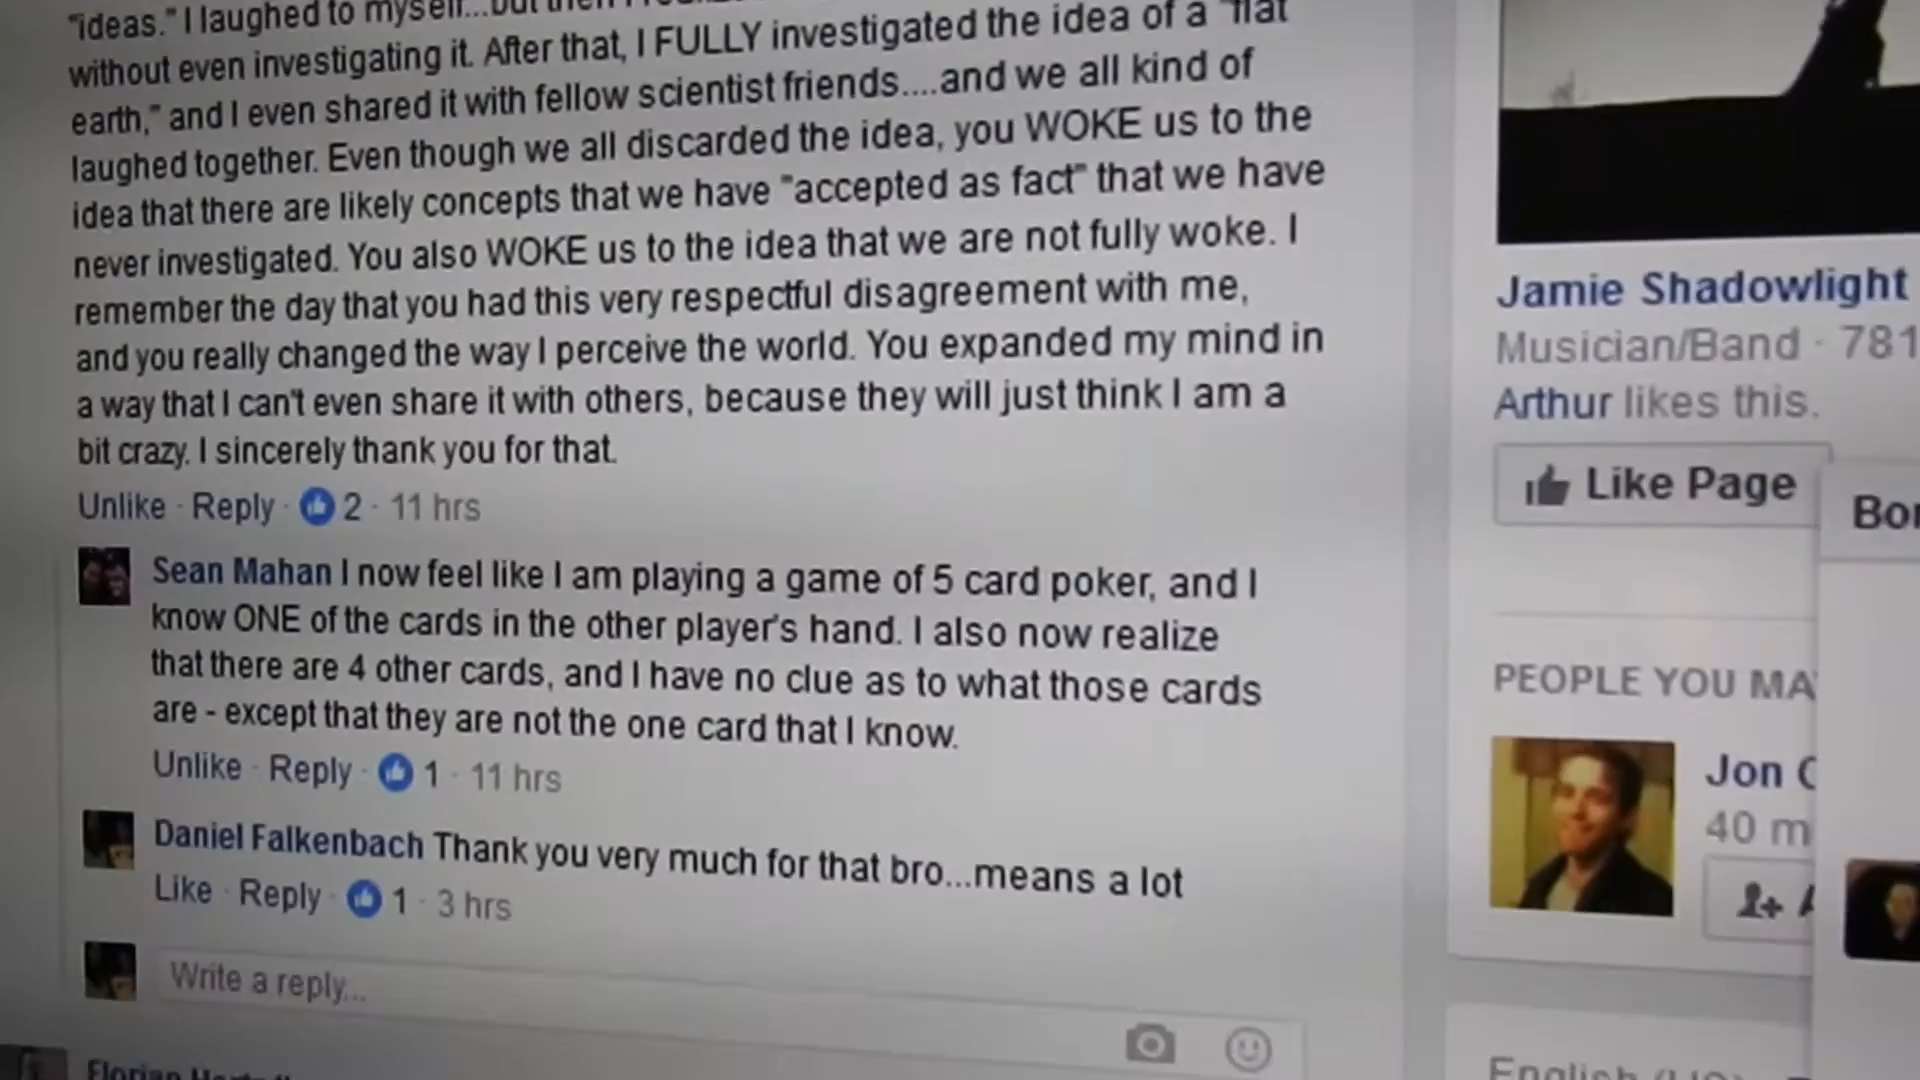 "ideas." I laughed to myself...but then I
without even investigating it. After that, I FULLY investigated the idea of a "flat
earth," and I even shared it with fellow scientist friends....and we all kind of
laughed together. Even though we all discarded the idea, you WOKE us to the
idea that there are likely concepts that we have "accepted as fact" that we have
never investigated. You also WOKE us to the idea that we are not fully woke. I
remember the day that you had this very respectful disagreement with me,
and you really changed the way I perceive the world. You expanded my mind in
a way that I can't even share it with others, because they will just think I am a
bit crazy. I sincerely thank you for that.
Unlike · Reply · 2 · 11 hrs
Sean Mahan I now feel like I am playing a game of 5 card poker, and I
know ONE of the cards in the other player's hand. I also now realize
that there are 4 other cards, and I have no clue as to what those cards
are - except that they are not the one card that I know.
Unlike · Reply · 1 · 11 hrs
Daniel Falkenbach Thank you very much for that bro...means a lot
Like · Reply · 1 · 3 hrs
Write a reply...
Florian
Jamie Shadowlight
Musician/Band · 781
Arthur likes this.
Like Page
Bor
PEOPLE YOU MA
Jon C
40 m
English (US)